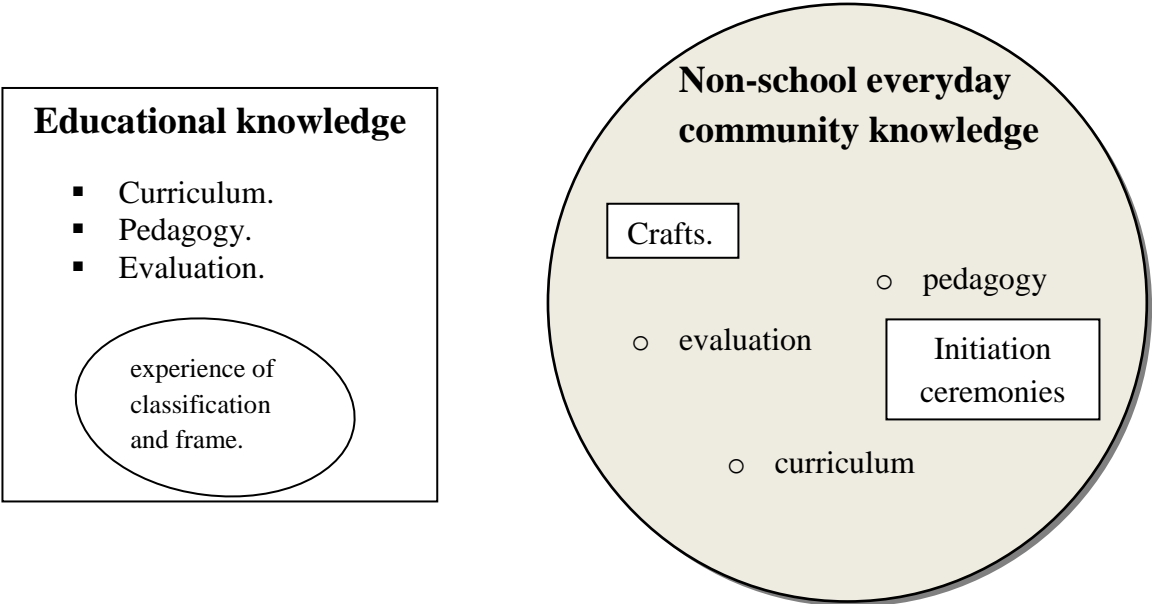 Educational knowledge
▪ Curriculum.
▪ Pedagogy.
▪ Evaluation.
experience of
classification
and frame.
Non-school everyday
community knowledge
Crafts.
○ pedagogy
○ evaluation
Initiation
ceremonies
○ curriculum